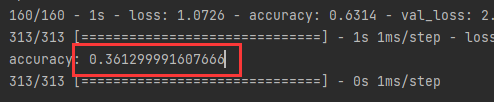 160/160 - 1s - loss: 1.0726 - accuracy: 0.6314 - val_loss: 2.
313/313 [==============================] - 1s 1ms/step - loss
accuracy: 0.361299991607666
313/313 [==============================] - 0s 1ms/step